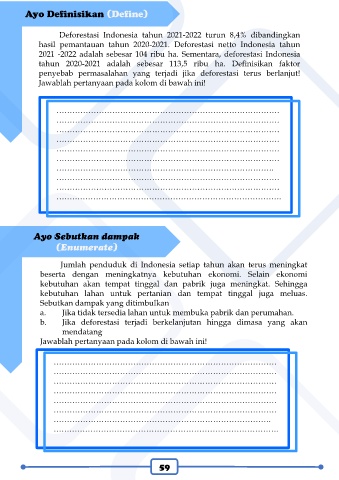 Ayo Definisikan (Define)
Deforestasi Indonesia tahun 2021-2022 turun 8,4% dibandingkan
hasil pemantauan tahun 2020-2021. Deforestasi netto Indonesia tahun
2021 -2022 adalah sebesar 104 ribu ha. Sementara, deforestasi Indonesia
tahun 2020-2021 adalah sebesar 113,5 ribu ha. Definisikan faktor
penyebab permasalahan yang terjadi jika deforestasi terus berlanjut!
Jawablah pertanyaan pada kolom di bawah ini!
Ayo Sebutkan dampak
(Enumerate)
Jumlah penduduk di Indonesia setiap tahun akan terus meningkat
beserta dengan meningkatnya kebutuhan ekonomi. Selain ekonomi
kebutuhan akan tempat tinggal dan pabrik juga meningkat. Sehingga
kebutuhan lahan untuk pertanian dan tempat tinggal juga meluas.
Sebutkan dampak yang ditimbulkan
a. Jika tidak tersedia lahan untuk membuka pabrik dan perumahan.
b. Jika deforestasi terjadi berkelanjutan hingga dimasa yang akan
mendatang
Jawablah pertanyaan pada kolom di bawah ini!
59